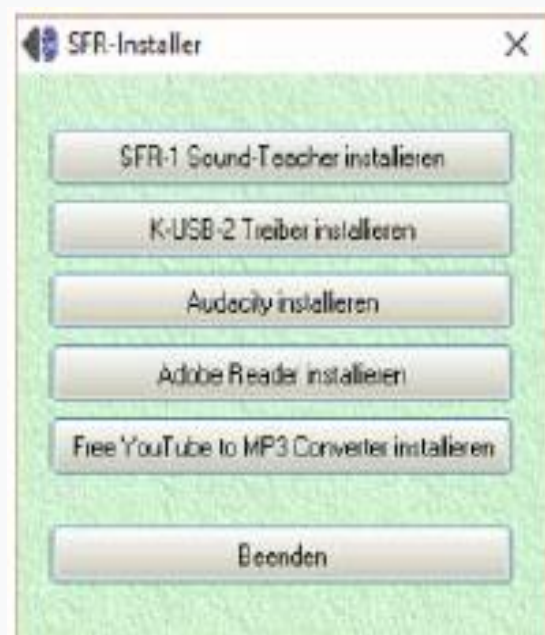 SFR-Installer
SFR-1 Sound-Teacher installieren
K-USB-2 Treiber installieren
Audacity installieren
Adobe Reader installieren
Free YouTube to MP3 Converter installieren
Beenden